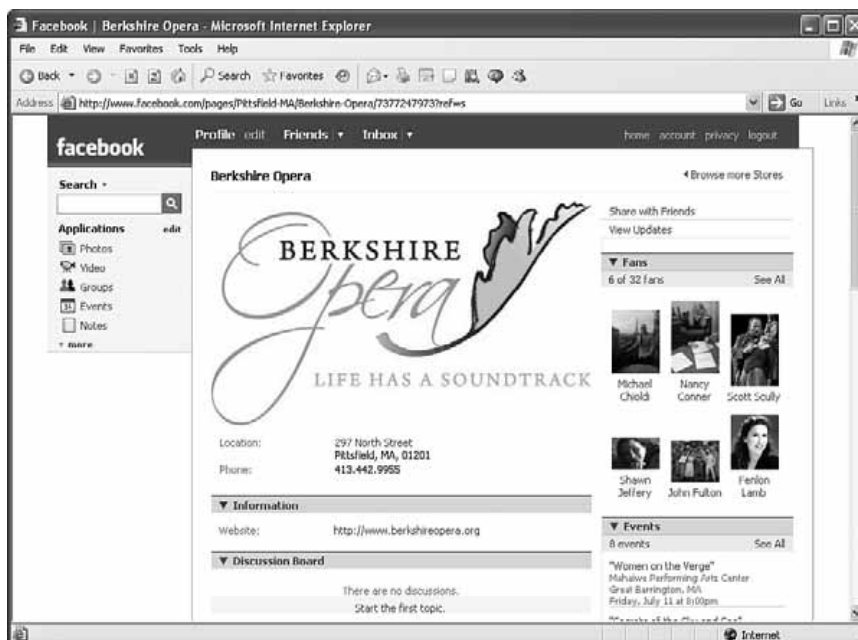 Facebook | Berkshire Opera - Microsoft Internet Explorer
File Edit View Favorites Tools Help
Back Search Favorites
Address http://www.facebook.com/pages/Pittsfield-MA/Berkshire-Opera/7377247973?ref=ws Go Links
facebook
Profile edit Friends Inbox home account privacy logout
Search
Applications edit
Photos
Video
Groups
31 Events
Notes
more
Berkshire Opera
Browse more Stores
BERKSHIRE
Opera
LIFE HAS A SOUNDTRACK
Location: 297 North Street
Pittsfield, MA, 01201
Phone: 413.442.9955
Information
Website: http://www.berkshireopera.org
Discussion Board
There are no discussions.
Start the first topic.
Share with Friends
View Updates
Fans
6 of 32 fans See All
Michael Chioldi
Nancy Conner
Scott Scully
Shawn Jeffery
John Fulton
Fenlon Lamb
Events
8 events See All
"Women on the Verge"
Mahaiwe Performing Arts Center
Great Barrington, MA
Friday, July 11 at 8:00pm
Internet